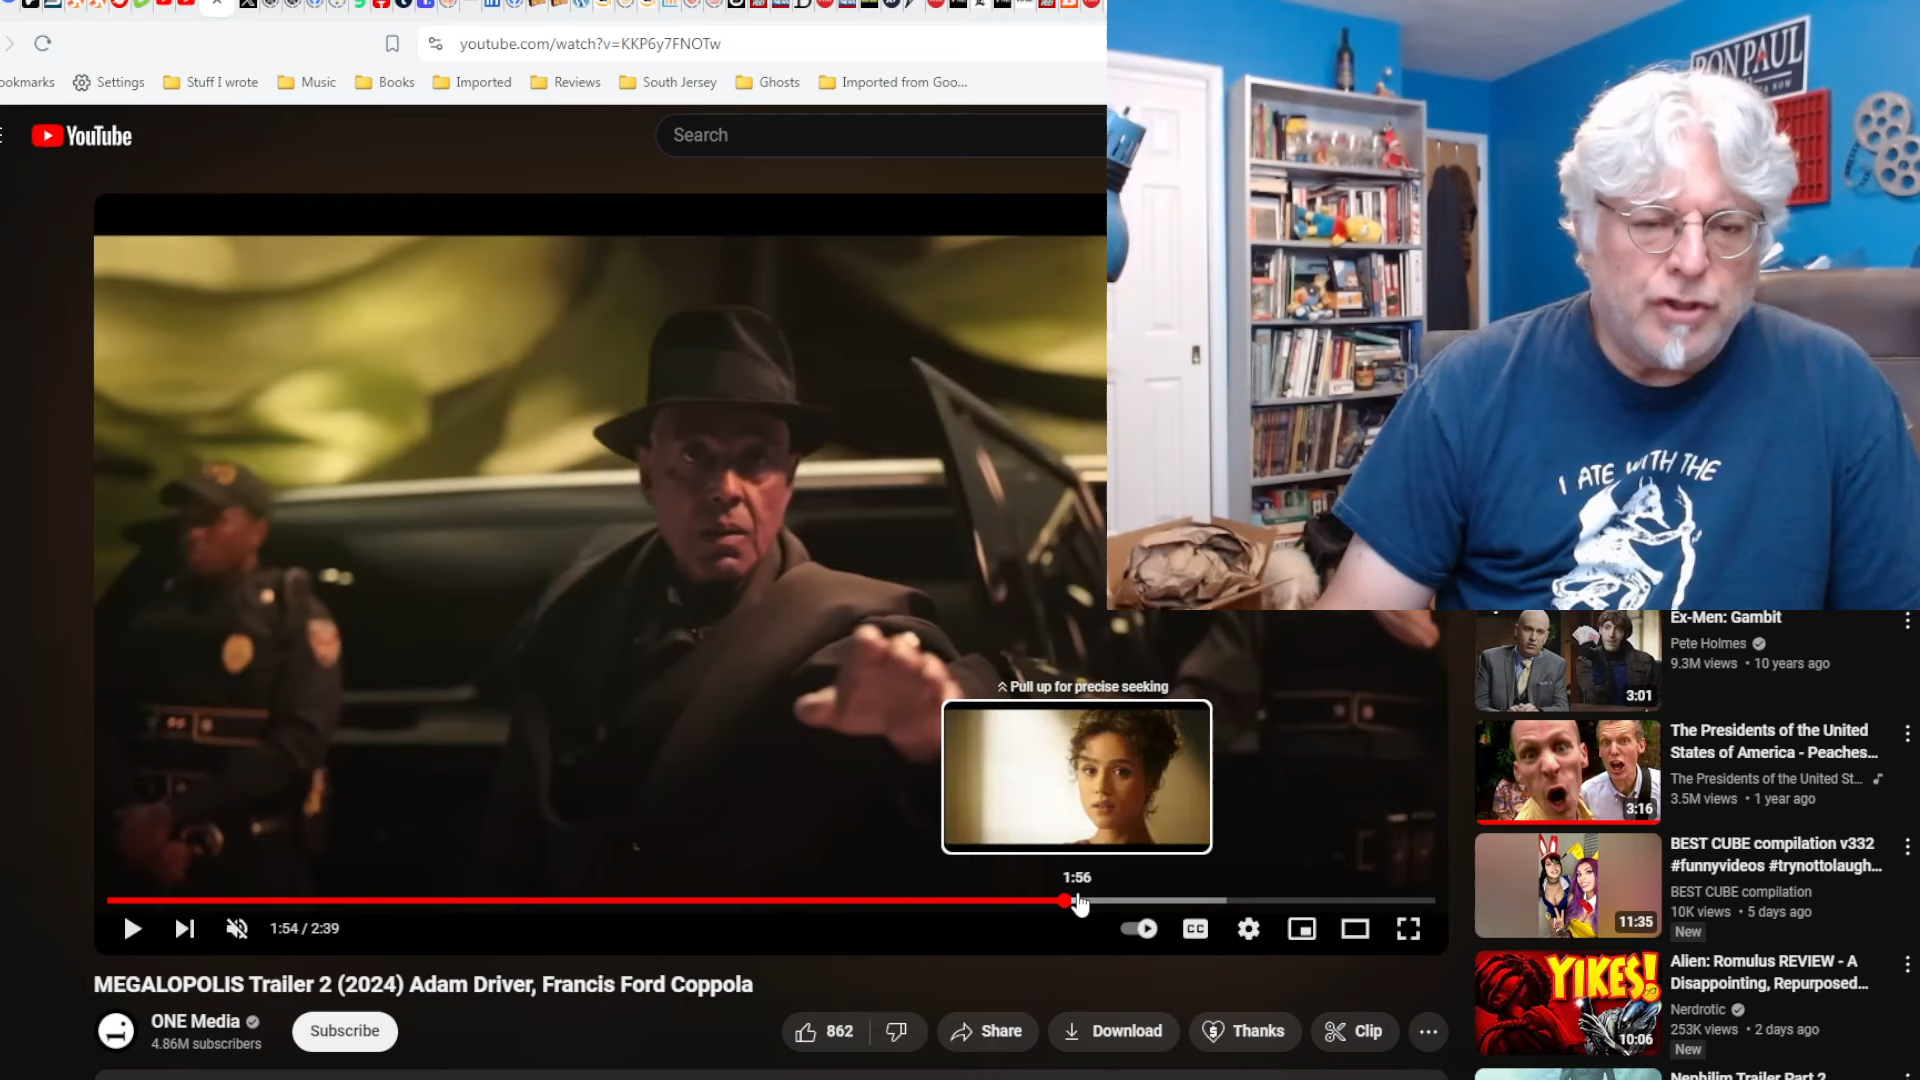 youtube.com/watch?v=KKP6y7FNOTw
ookmarks Settings Stuff I wrote Music Books Imported Reviews South Jersey Ghosts Imported from Goo...
YouTube
Search
RON PAUL
I ATE WITH THE
Pull up for precise seeking
1:56
CC
1:54 / 2:39
MEGALOPOLIS Trailer 2 (2024) Adam Driver, Francis Ford Coppola
ONE Media
4.86M subscribers
Subscribe
862
Share
Download
Thanks
Clip
Ex-Men: Gambit
Pete Holmes
9.3M views • 10 years ago
3:01
The Presidents of the United
States of America - Peaches...
The Presidents of the United St...
3.5M views • 1 year ago
3:16
BEST CUBE compilation v332
#funnyvideos #trynottolaugh...
BEST CUBE compilation
10K views • 5 days ago
New
11:35
YIKES!
Alien: Romulus REVIEW - A
Disappointing, Repurposed...
Nerdrotic
253K views • 2 days ago
New
10:06
Nephilim Trailer Part 2